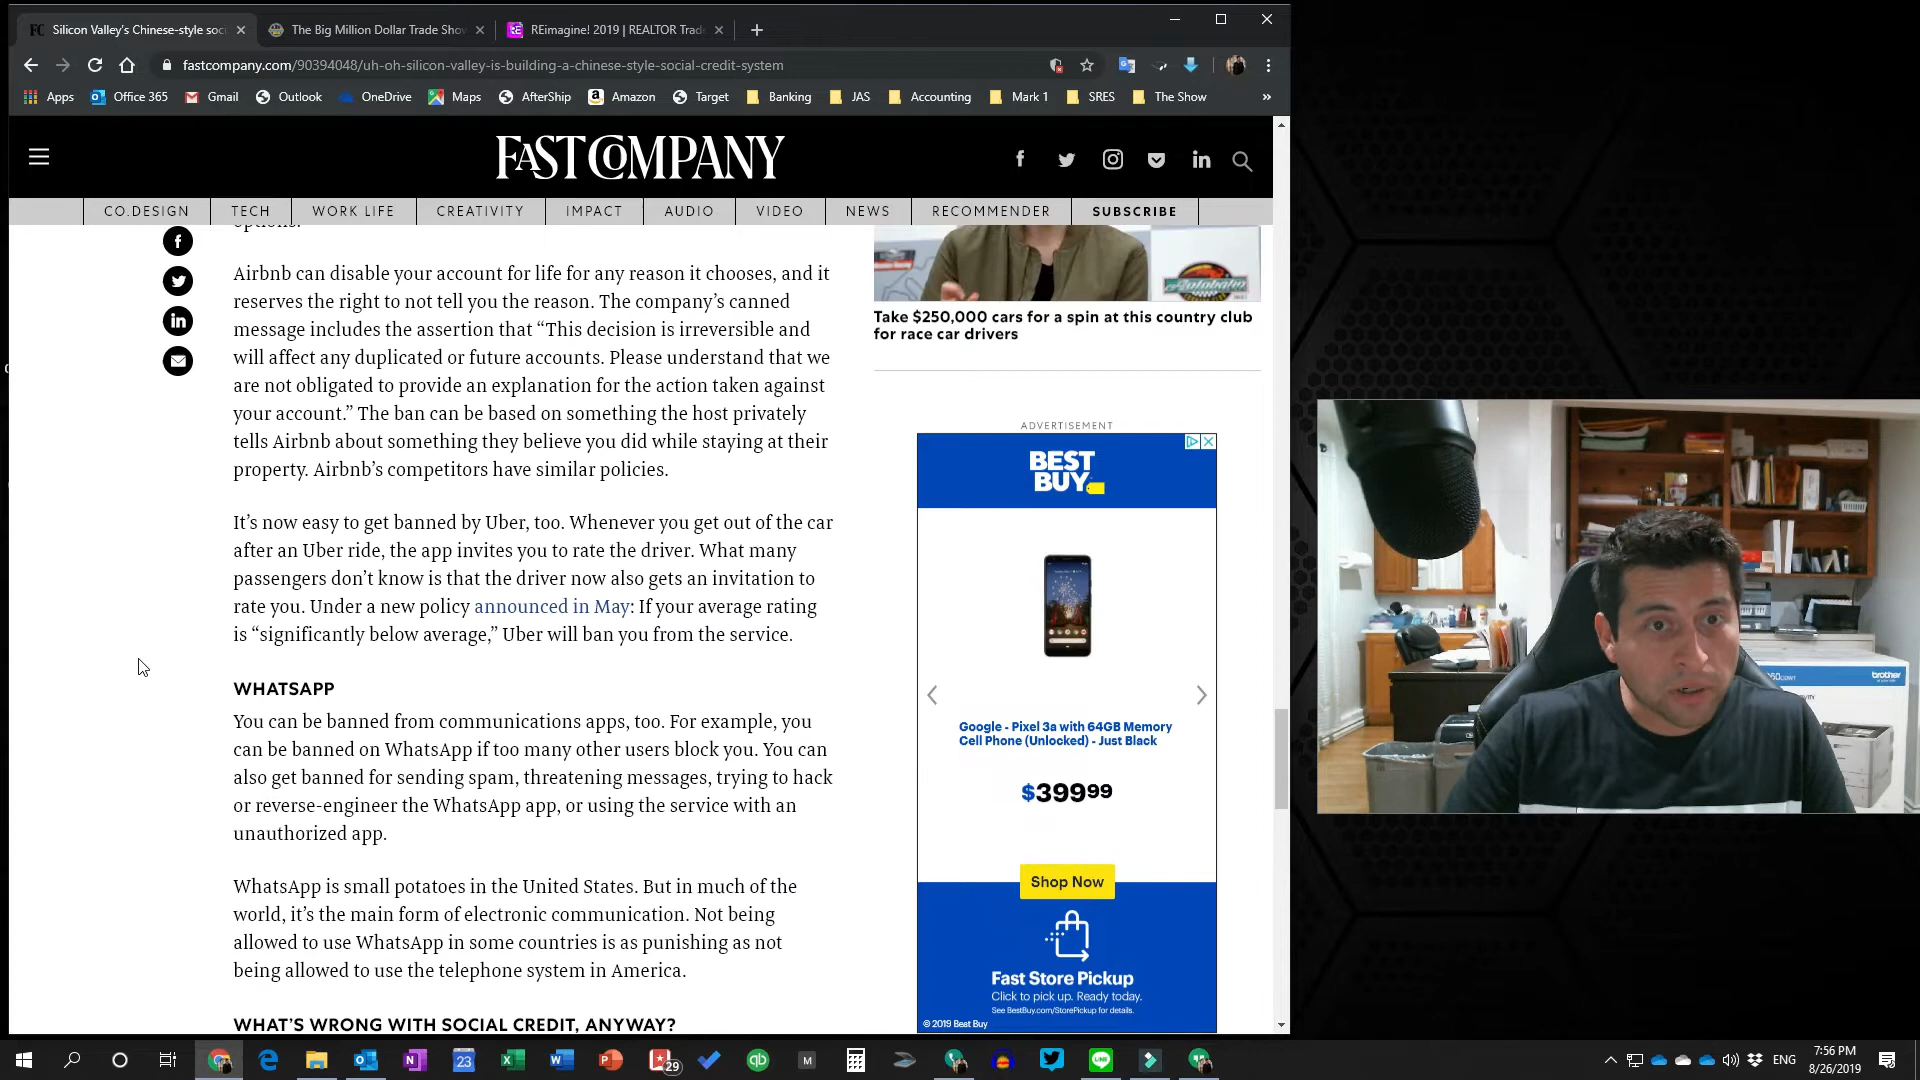 Silicon Valley's Chinese-style soc
The Big Million Dollar Trade Sho
REimagine! 2019 | REALTOR Trad
fastcompany.com/90394048/uh-oh-silicon-valley-is-building-a-chinese-style-social-credit-system
Apps
Office 365
Gmail
Outlook
OneDrive
Maps
AfterShip
Amazon
Target
Banking
JAS
Accounting
Mark 1
SRES
The Show
FAST COMPANY
CO.DESIGN
TECH
WORK LIFE
CREATIVITY
IMPACT
AUDIO
VIDEO
NEWS
RECOMMENDER
SUBSCRIBE
options.
Airbnb can disable your account for life for any reason it chooses, and it
reserves the right to not tell you the reason. The company’s canned
message includes the assertion that “This decision is irreversible and
will affect any duplicated or future accounts. Please understand that we
are not obligated to provide an explanation for the action taken against
your account.” The ban can be based on something the host privately
tells Airbnb about something they believe you did while staying at their
property. Airbnb’s competitors have similar policies.
It’s now easy to get banned by Uber, too. Whenever you get out of the car
after an Uber ride, the app invites you to rate the driver. What many
passengers don’t know is that the driver now also gets an invitation to
rate you. Under a new policy announced in May: If your average rating
is “significantly below average,” Uber will ban you from the service.
WHATSAPP
You can be banned from communications apps, too. For example, you
can be banned on WhatsApp if too many other users block you. You can
also get banned for sending spam, threatening messages, trying to hack
or reverse-engineer the WhatsApp app, or using the service with an
unauthorized app.
WhatsApp is small potatoes in the United States. But in much of the
world, it’s the main form of electronic communication. Not being
allowed to use WhatsApp in some countries is as punishing as not
being allowed to use the telephone system in America.
WHAT’S WRONG WITH SOCIAL CREDIT, ANYWAY?
Autobahn
Take $250,000 cars for a spin at this country club
for race car drivers
ADVERTISEMENT
BEST
BUY
Google - Pixel 3a with 64GB Memory
Cell Phone (Unlocked) - Just Black
$39999
Shop Now
Fast Store Pickup
Click to pick up. Ready today.
See BestBuy.com/StorePickup for details.
© 2019 Best Buy
brother
23
29
M
ENG
7:56 PM
8/26/2019